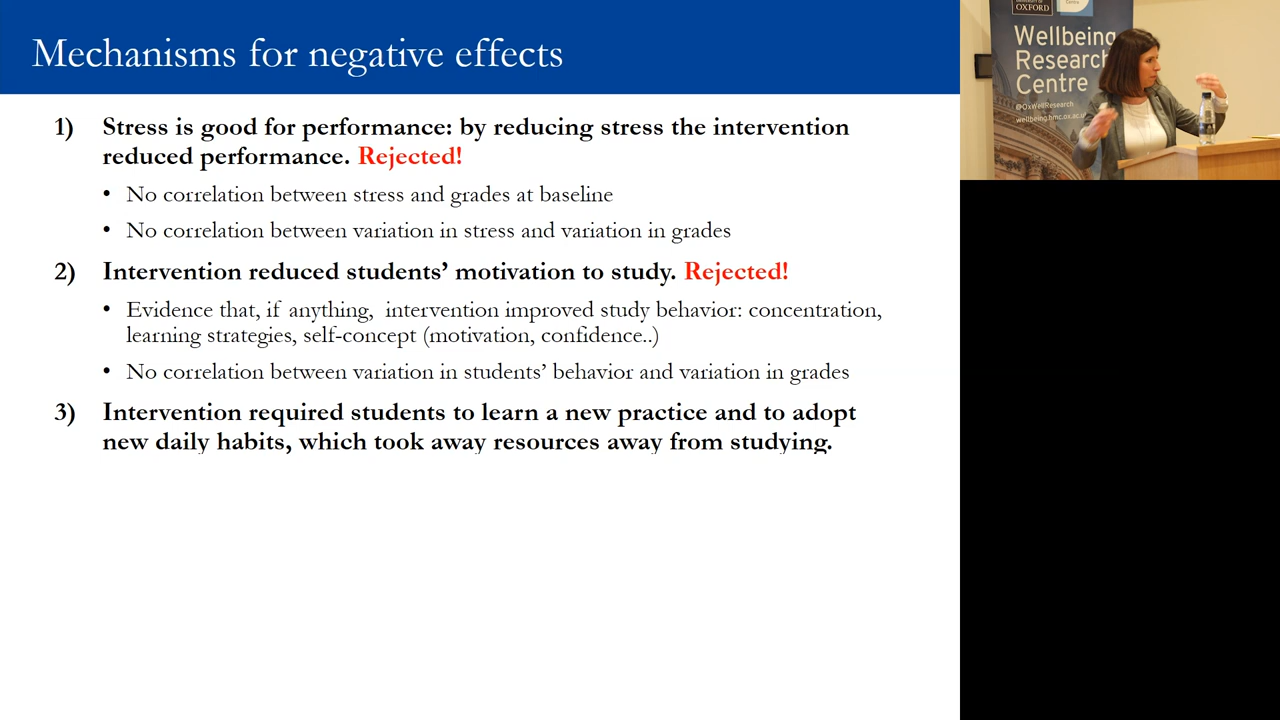 Mechanisms for negative effects
1) Stress is good for performance: by reducing stress the intervention
reduced performance. Rejected!
• No correlation between stress and grades at baseline
• No correlation between variation in stress and variation in grades
2) Intervention reduced students’ motivation to study. Rejected!
• Evidence that, if anything, intervention improved study behavior: concentration,
learning strategies, self-concept (motivation, confidence..)
• No correlation between variation in students’ behavior and variation in grades
3) Intervention required students to learn a new practice and to adopt
new daily habits, which took away resources away from studying.
OXFORD
Centre
Wellbeing
Research
Centre
@OxWellResearch
wellbeing.hmc.ox.ac.u